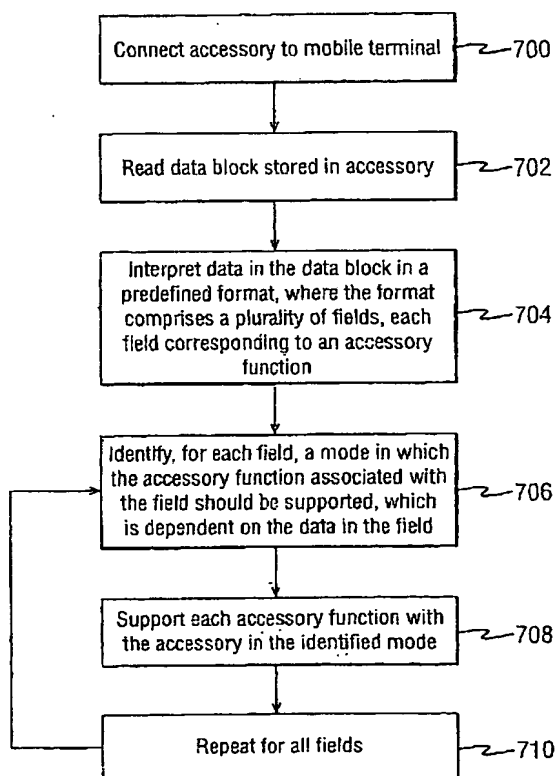 Connect accessory to mobile terminal
700
Read data block stored in accessory
702
Interpret data in the data block in a
predefined format, where the format
comprises a plurality of fields, each
field corresponding to an accessory
function
704
Identify, for each field, a mode in which
the accessory function associated with
the field should be supported, which
is dependent on the data in the field
706
Support each accessory function with
the accessory in the identified mode
708
Repeat for all fields
710